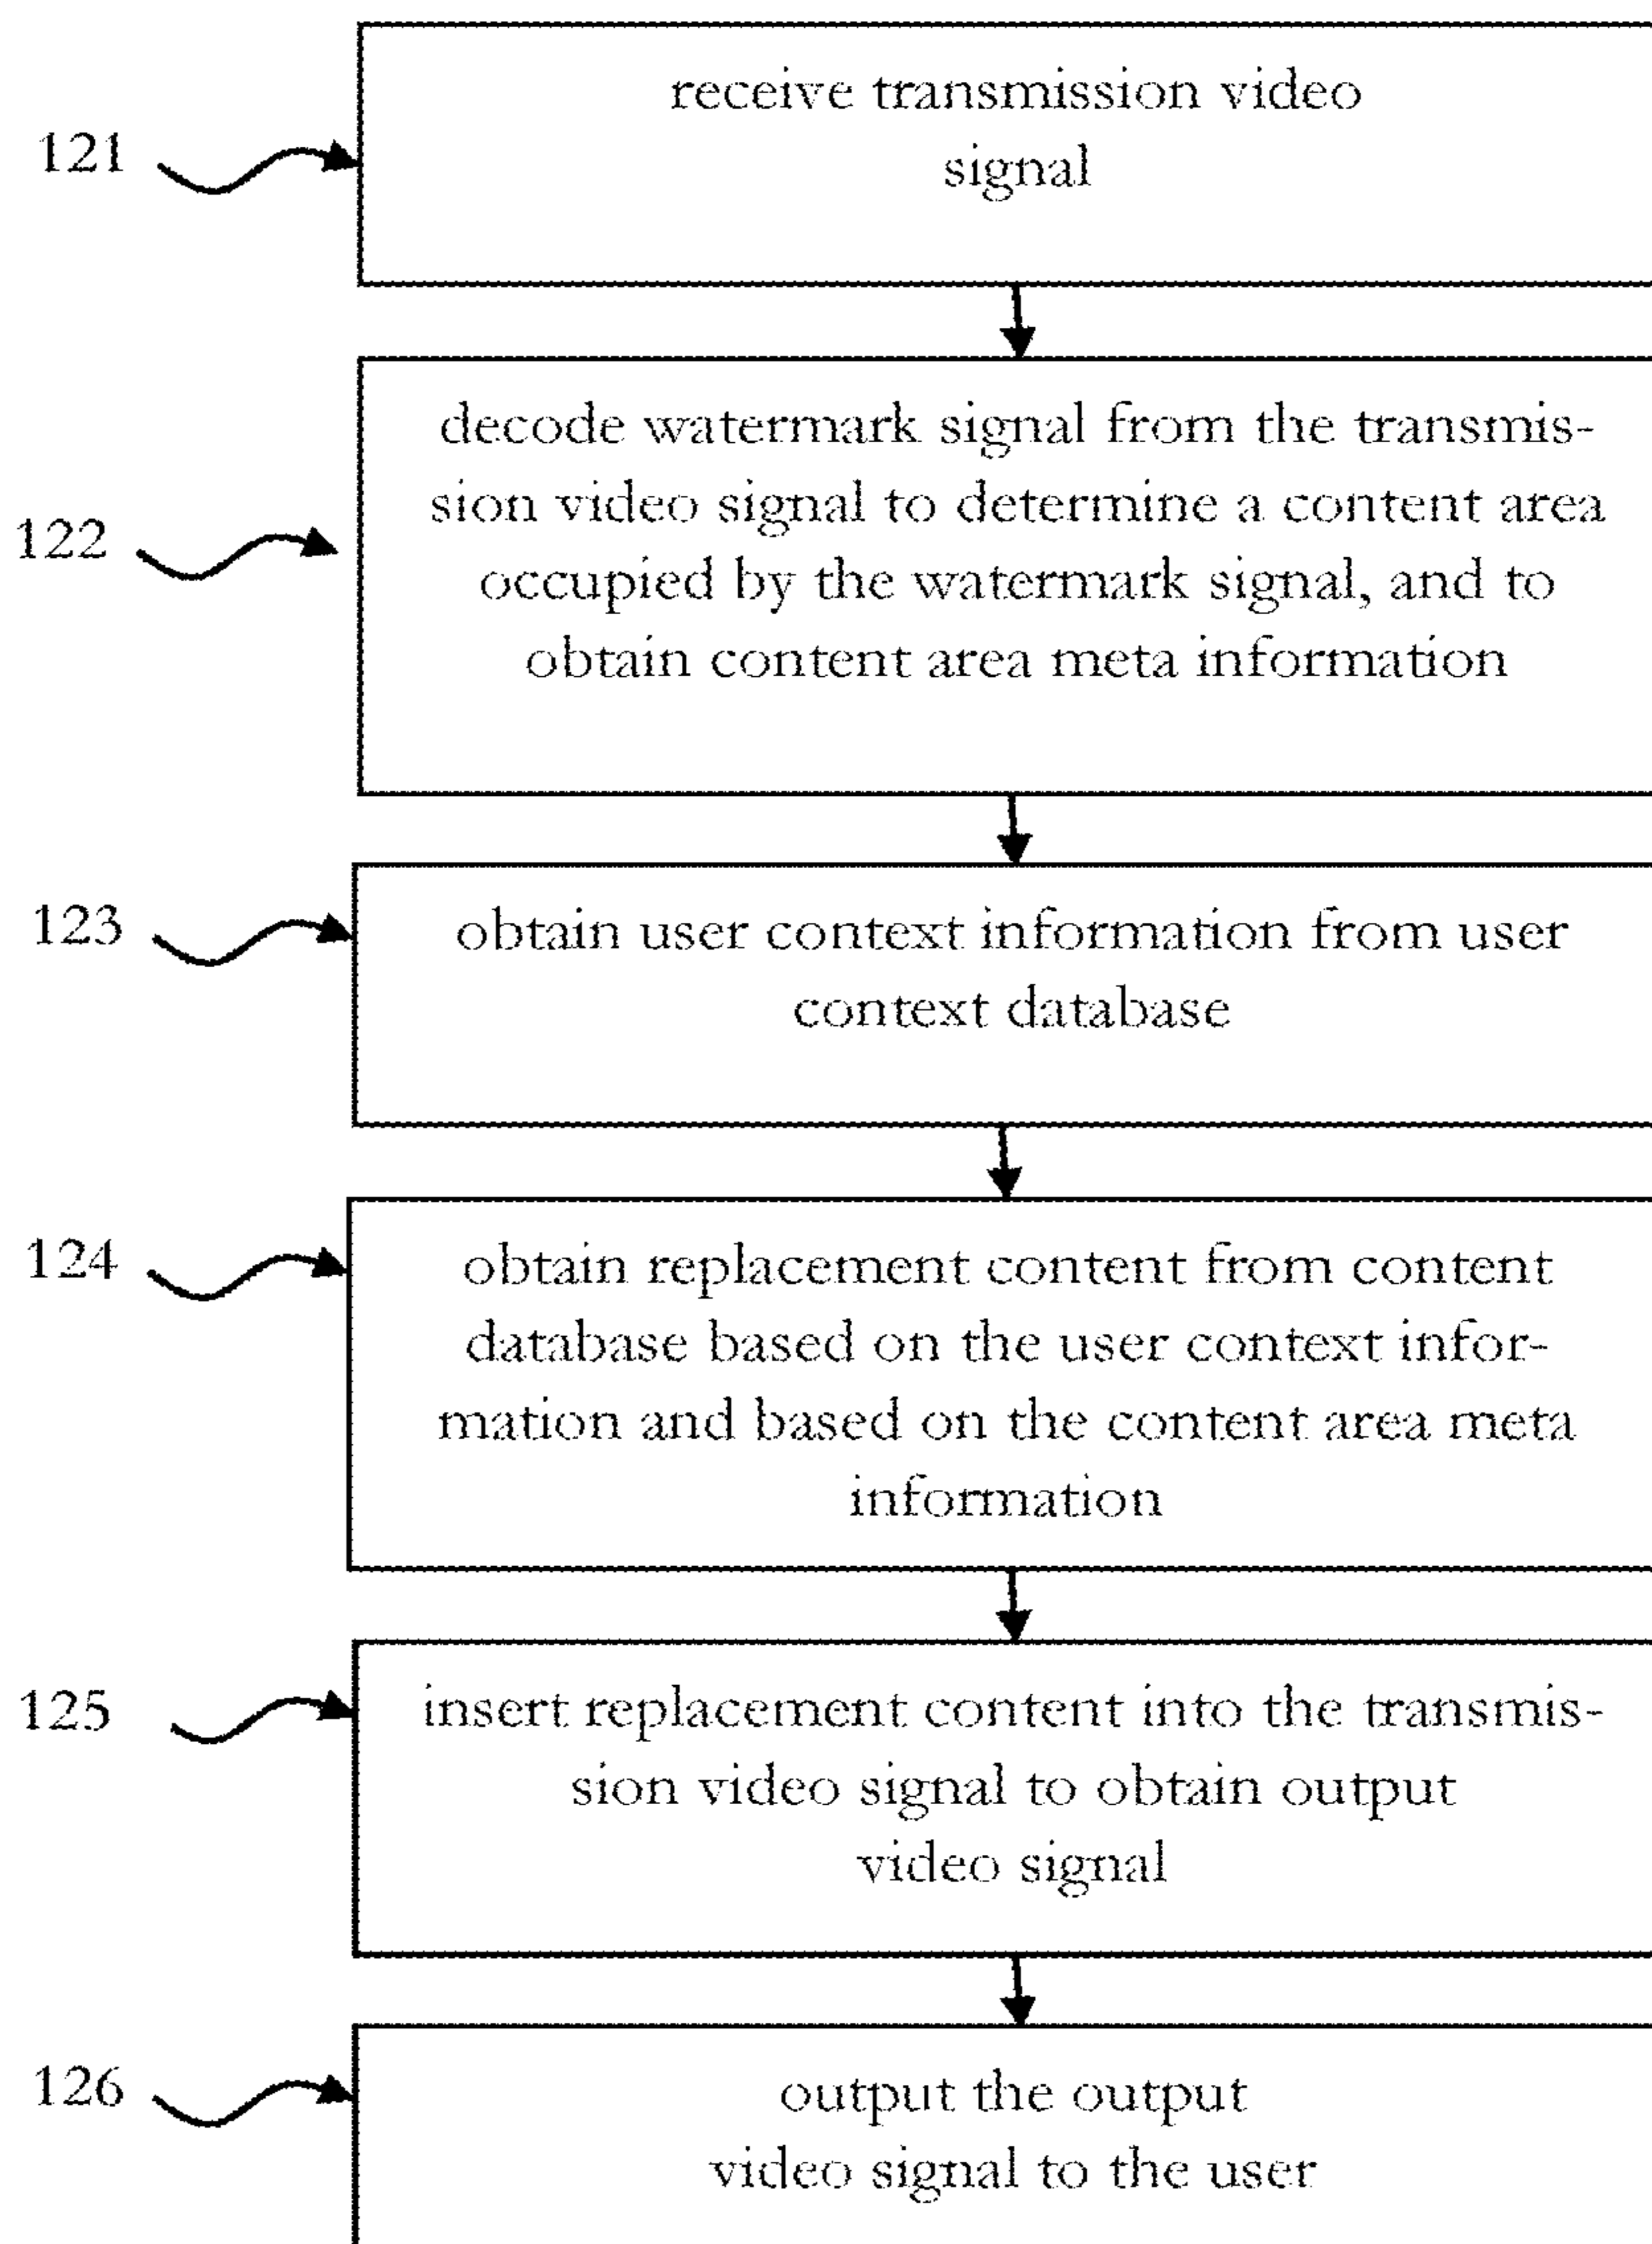 receive transmission video
121
signal
decode watermark signal from the transmis-
sion video signal to determine a content area
122
occupied by the watermark signal, and to
obtain content area meta information
123
obtain user context information from user
context database
124
obtain replacement content from content
database based on the user context infor-
mation and based on the content area meta
information
125
insert replacement content into the transmis-
sion video signal to obtain output
video signal
126
output the output
video signal to the user